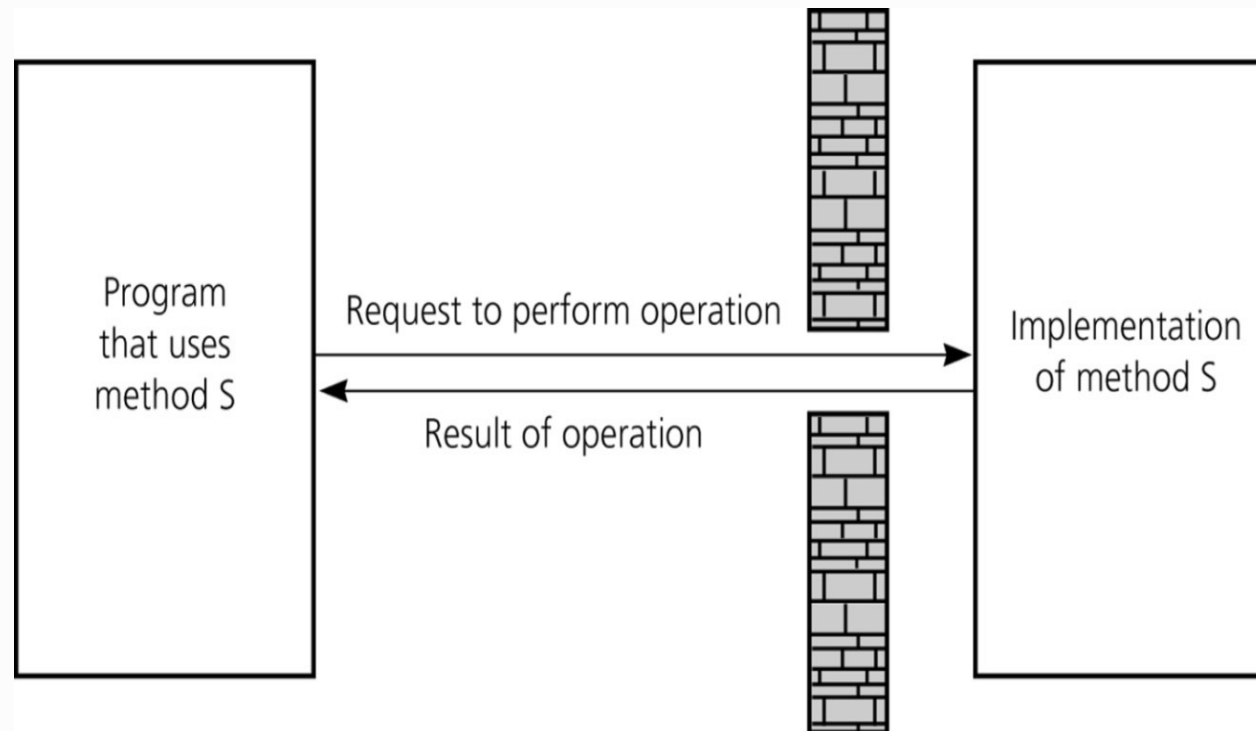 Program
that uses
method S
Request to perform operation
Result of operation
Implementation
of method S